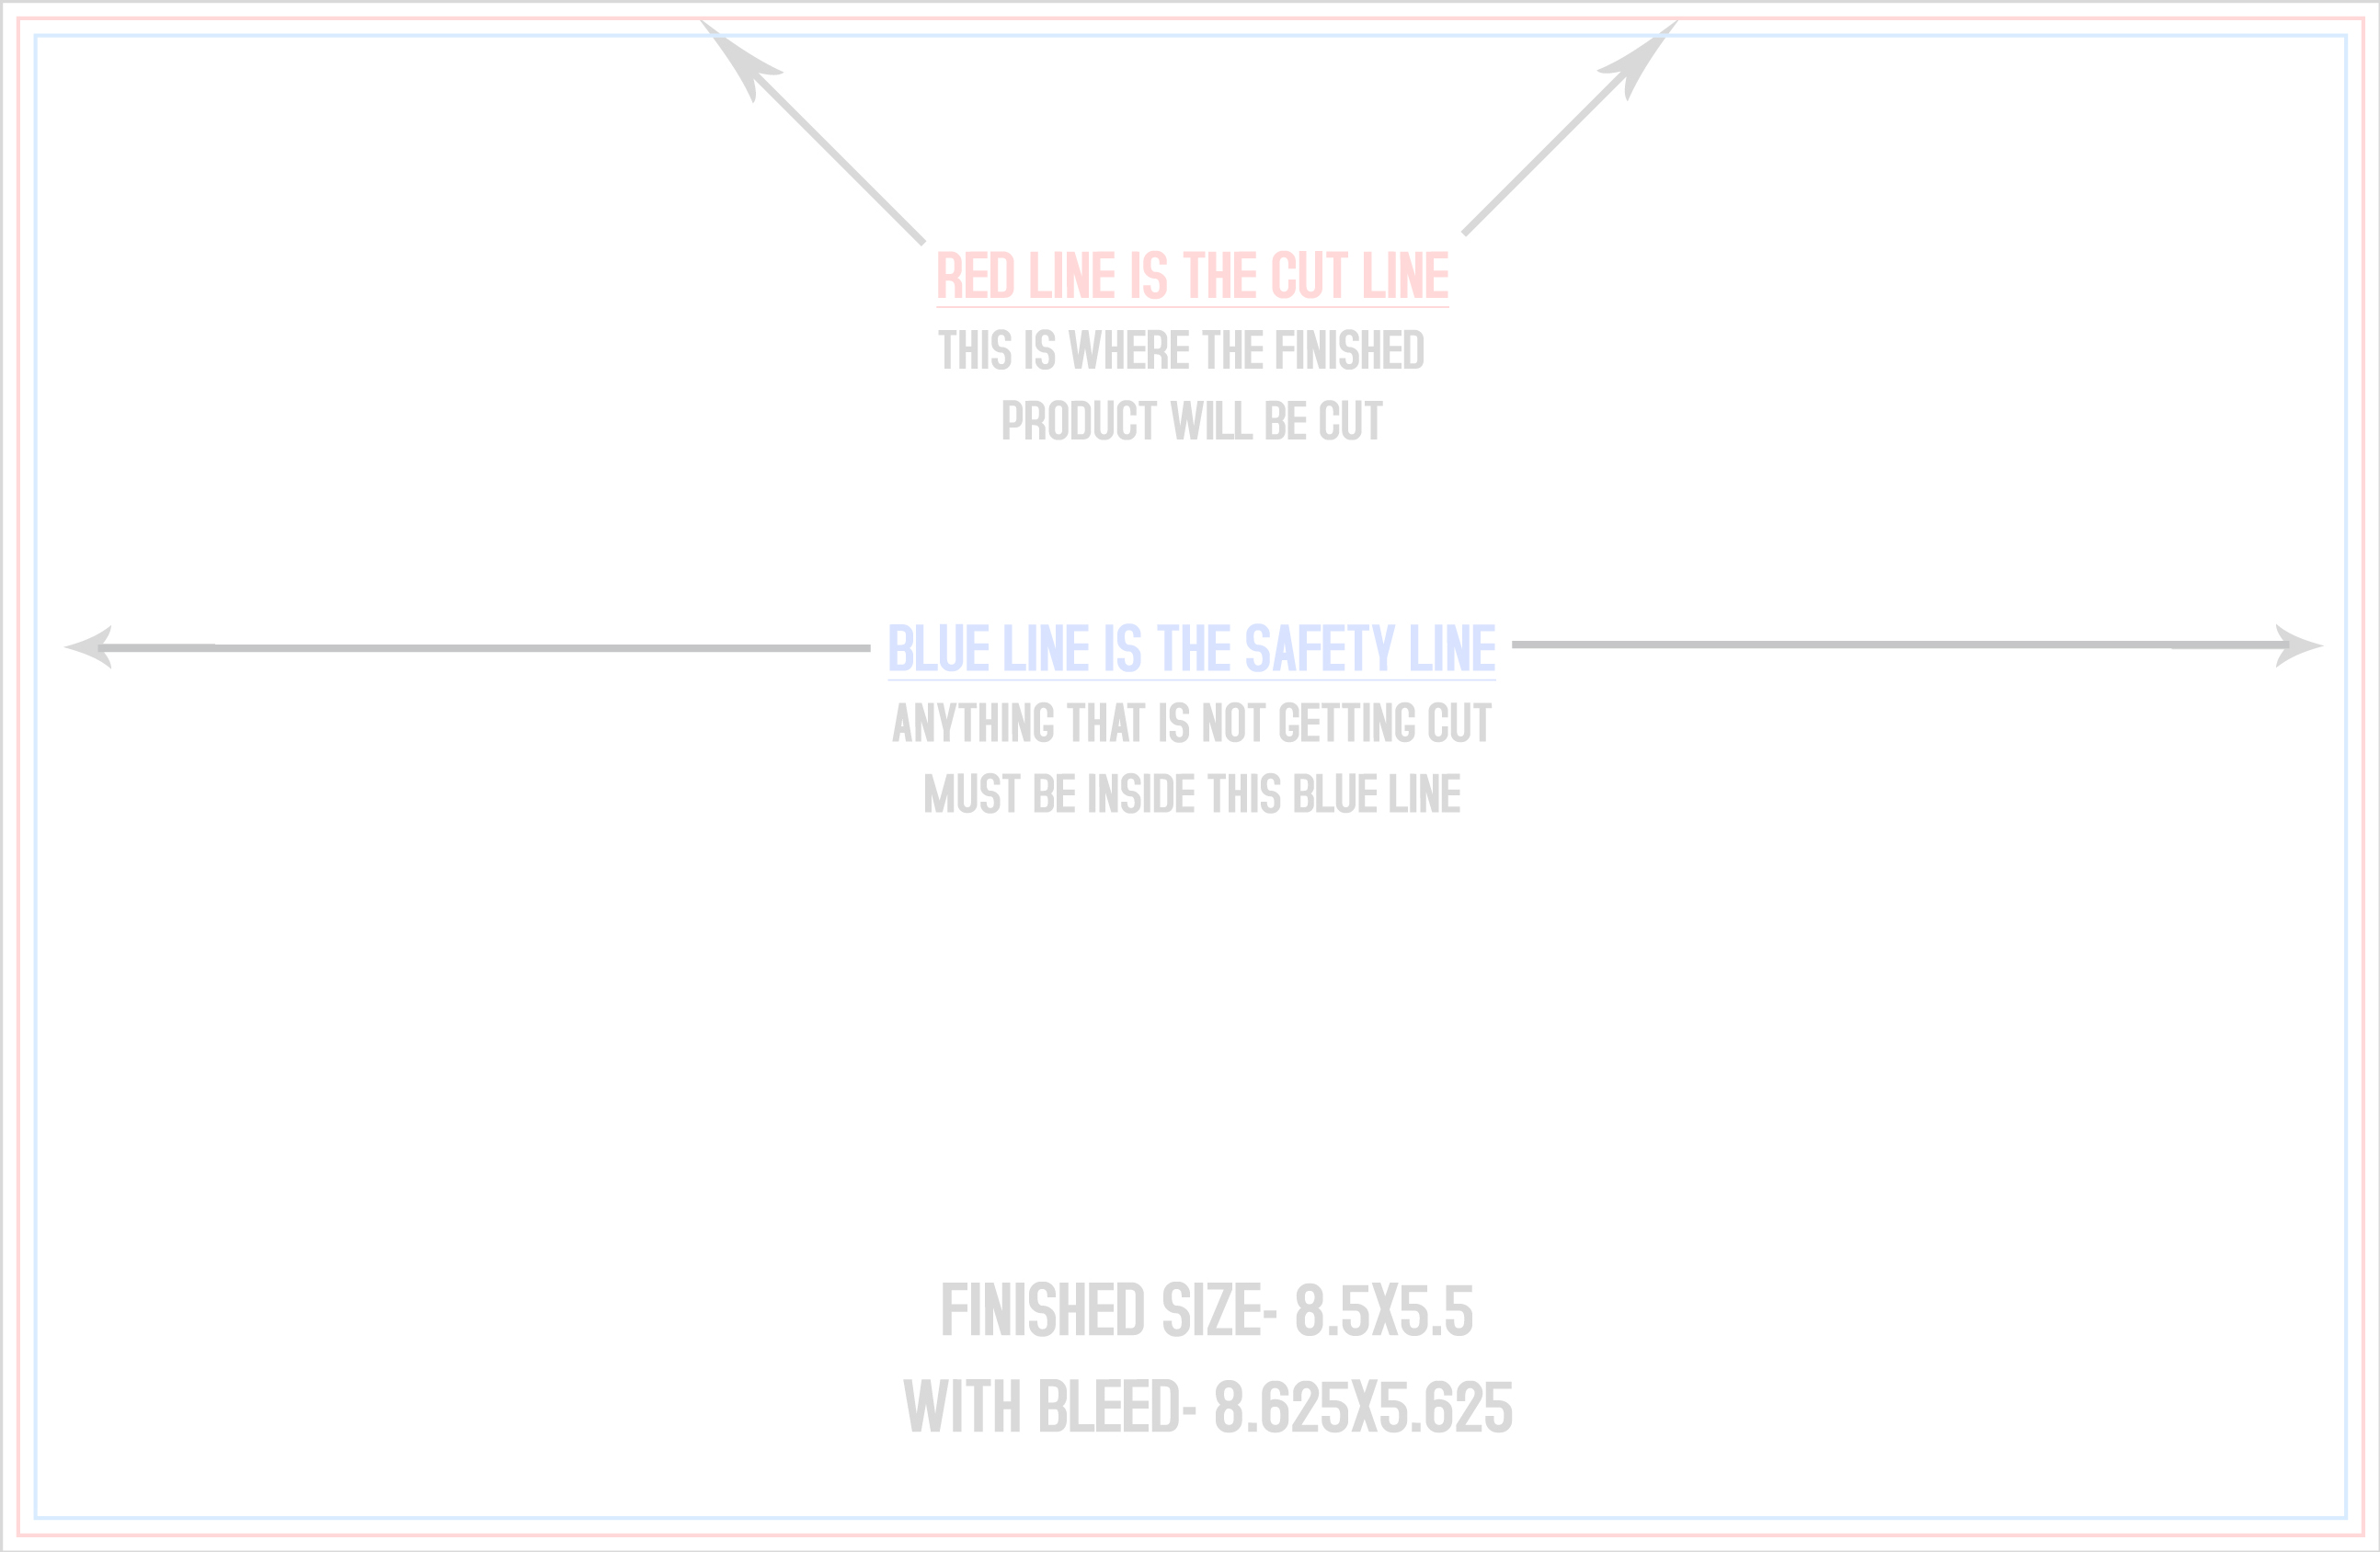 RED LINE IS THE CUT LINE
THIS IS WHERE THE FINISHED
PRODUCT WILL BE CUT
BLUE LINE IS THE SAFETY LINE
ANYTHING THAT IS NOT GETTING CUT
MUST BE INSIDE THIS BLUE LINE
FINISHED SIZE- 8.5X5.5
WITH BLEED- 8.625X5.625